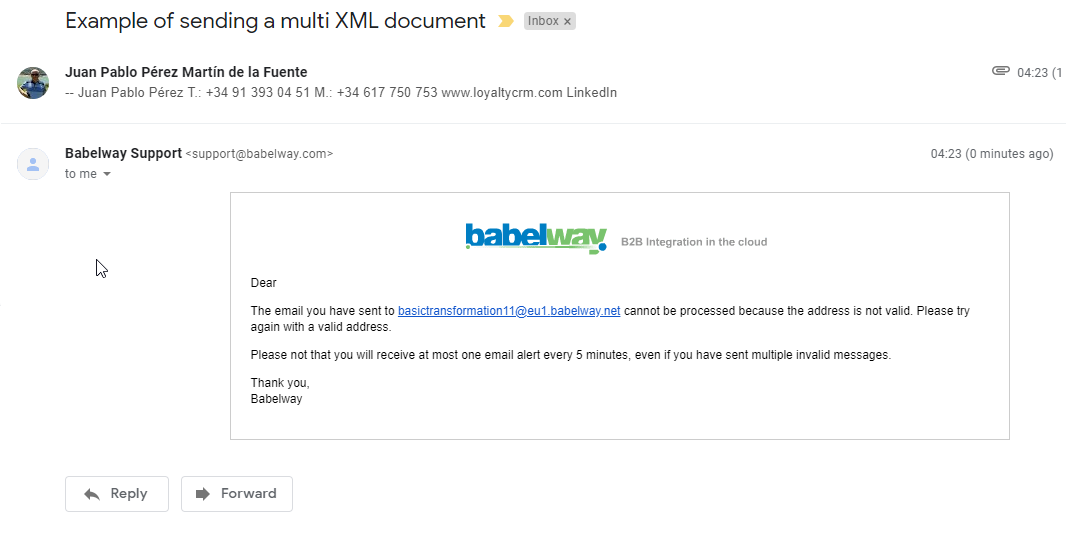 Example of sending a multi XML document Inbox ×
Juan Pablo Pérez Martín de la Fuente 04:23 (1
-- Juan Pablo Pérez T.: +34 91 393 04 51 M.: +34 617 750 753 www.loyaltycrm.com LinkedIn
Babelway Support <support@babelway.com> 04:23 (0 minutes ago)
to me
babelway B2B Integration in the cloud
Dear
The email you have sent to basictransformation11@eu1.babelway.net cannot be processed because the address is not valid. Please try
again with a valid address.
Please not that you will receive at most one email alert every 5 minutes, even if you have sent multiple invalid messages.
Thank you,
Babelway
Reply Forward